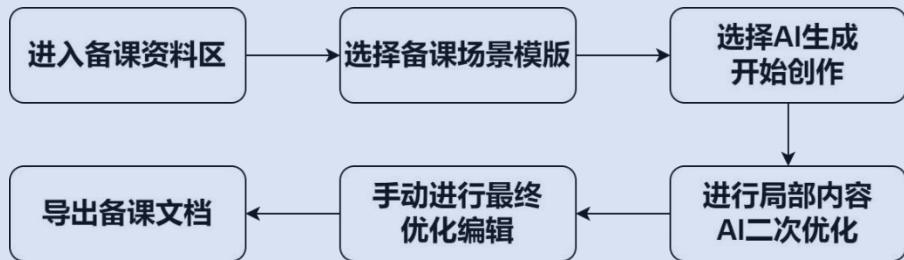 进入备课资料区
选择备课场景模版
选择AI生成
开始创作
进行局部内容
AI二次优化
手动进行最终
优化编辑
导出备课文档